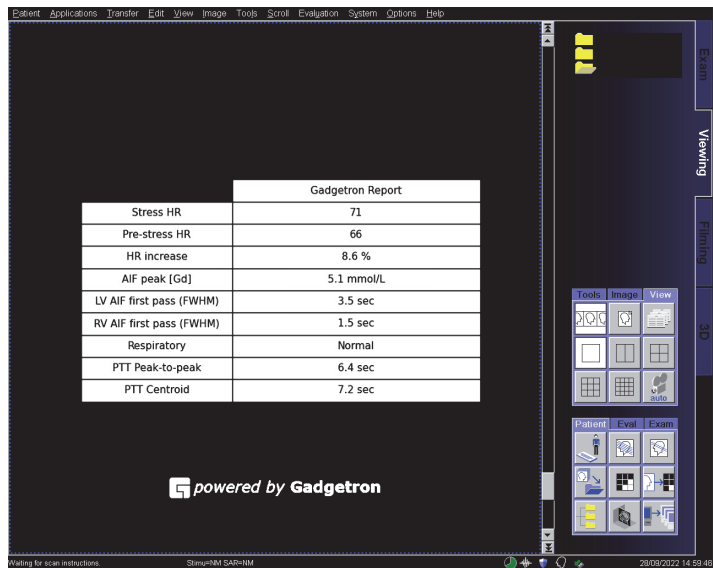 Patient Applications Transfer Edit View Image Tools Scroll Evaluation System Options Help
Exam
Viewing
Filming
3D
Gadgetron Report
Stress HR 71
Pre-stress HR 66
HR increase 8.6 %
AIF peak [Gd] 5.1 mmol/L
LV AIF first pass (FWHM) 3.5 sec
RV AIF first pass (FWHM) 1.5 sec
Respiratory Normal
PTT Peak-to-peak 6.4 sec
PTT Centroid 7.2 sec
powered by Gadgetron
Tools Image View
auto
Patient Eval Exam
Waiting for scan instructions. Stimu=NM SAR=NM 28/09/2022 14:59:46